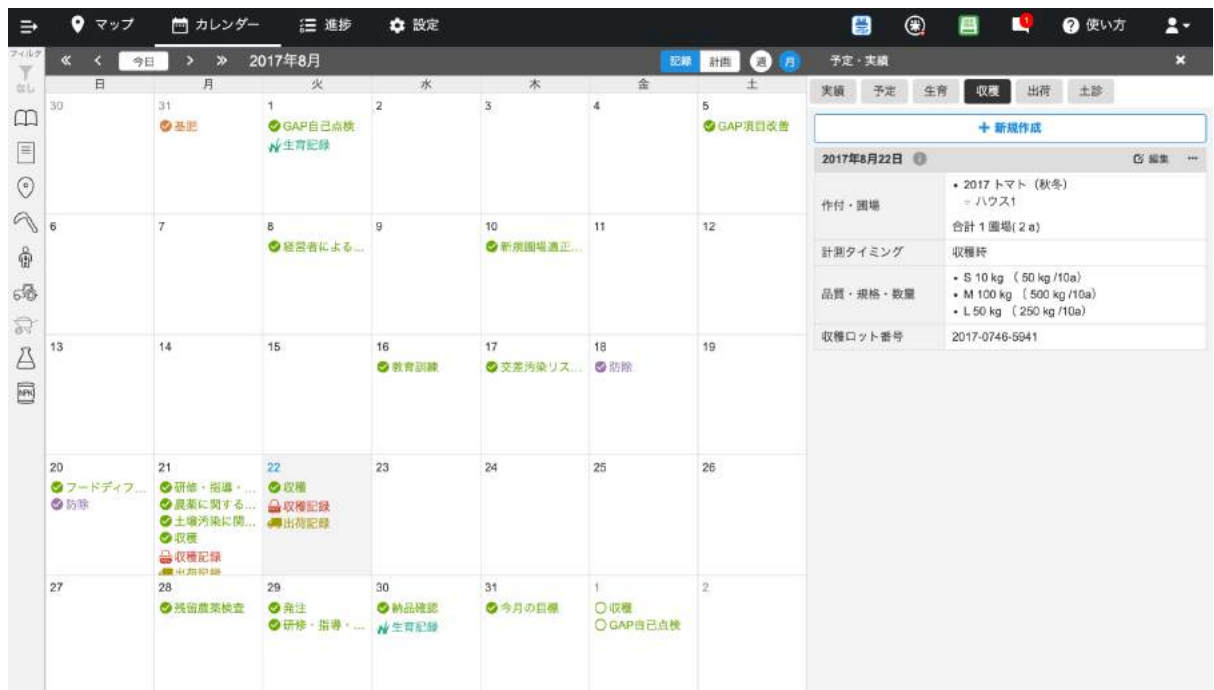 マップ カレンダー 進捗 設定 1 使い方
フィルタ
なし
今日 2017年8月 記録 計画 週 月 予定・実績
日 月 火 水 木 金 土
実績 予定 生育 収穫 出荷 土診
30 31 1 2 3 4 5
基肥 GAP自己点検 GAP項目改善
生育記録
6 7 8 9 10 11 12
経営者による... 新規圃場適正...
13 14 15 16 17 18 19
教育訓練 交差汚染リス... 防除
20 21 22 23 24 25 26
フードディフ... 研修・指導・... 収穫
防除 農薬に関する... 収穫記録
土壌汚染に関... 出荷記録
収穫
収穫記録
出荷記録
27 28 29 30 31 1 2
残留農薬検査 発注 納品確認 今月の目標 収穫
研修・指導・... 生育記録 GAP自己点検
NPK
+ 新規作成
2017年8月22日 編集 ...
作付・圃場
• 2017 トマト（秋冬）
ハウス1
合計 1 圃場( 2 a)
計測タイミング 収穫時
品質・規格・数量
• S 10 kg （ 50 kg /10a）
• M 100 kg （ 500 kg /10a）
• L 50 kg （ 250 kg /10a）
収穫ロット番号 2017-0746-5941